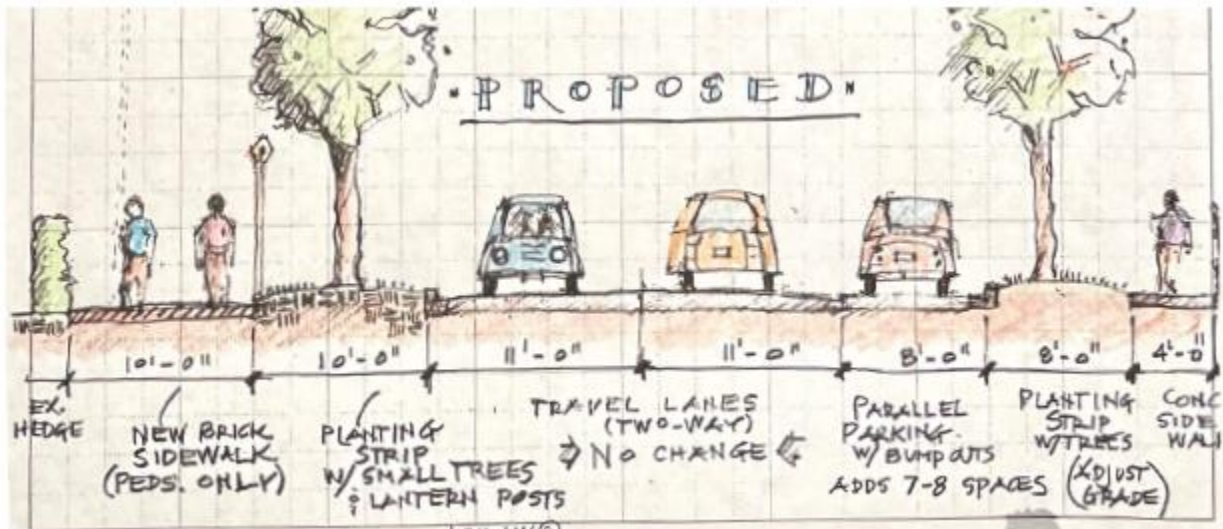 "PROPOSED"
10'-0" 10'-0" 11'-0" 11'-0" 8'-0" 8'-0" 4'-0"
EX.
HEDGE
NEW BRICK
SIDEWALK
(PEDS. ONLY)
PLANTING
STRIP
W/ SMALL TREES
& LANTERN POSTS
TRAVEL LANES
(TWO-WAY)
NO CHANGE
PARALLEL
PARKING
W/ BUMPOUTS
ADDS 7-8 SPACES
PLANTING
STRIP
W/TREES
(ADJUST
GRADE)
CONC
SIDE
WAL